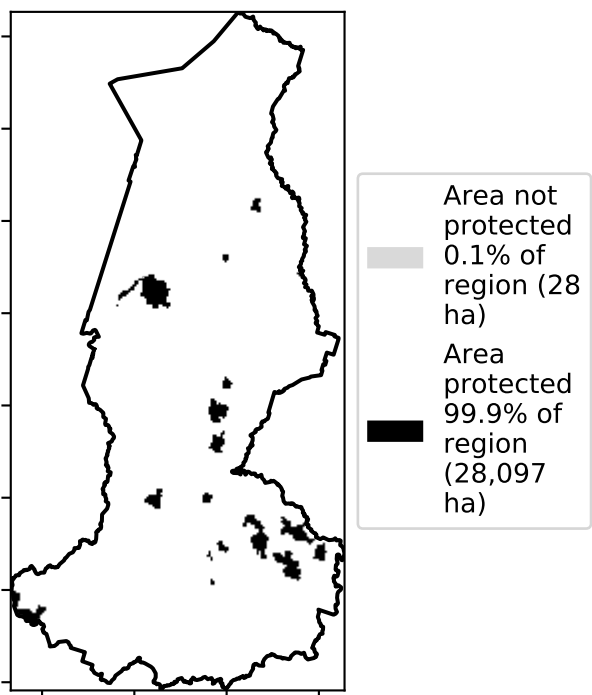 Area not
protected
0.1% of
region (28
ha)
Area
protected
99.9% of
region
(28,097
ha)